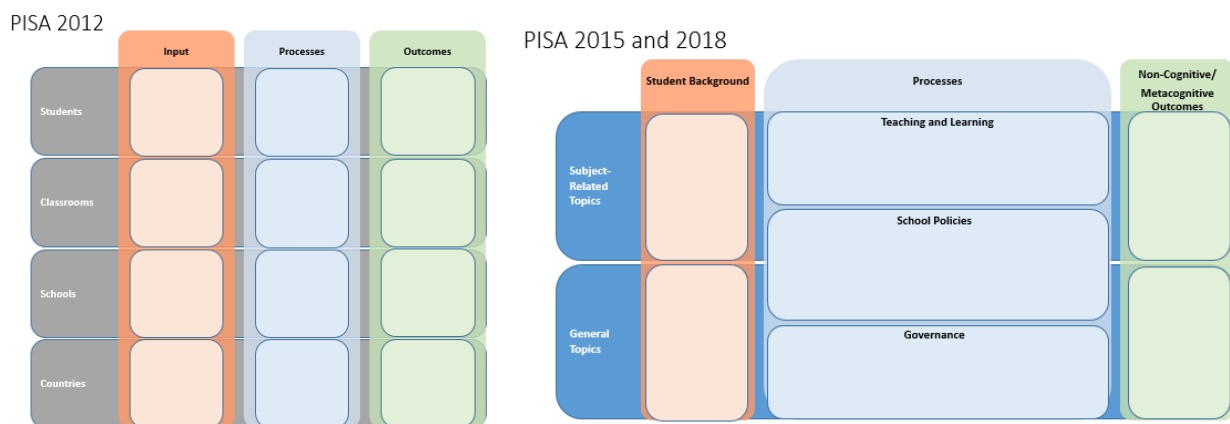 PISA 2012
Input
Processes
Outcomes
Students
Classrooms
Schools
Countries
PISA 2015 and 2018
Student Background
Processes
Non-Cognitive/
Metacognitive
Outcomes
Teaching and Learning
Subject-
Related
Topics
School Policies
General
Topics
Governance